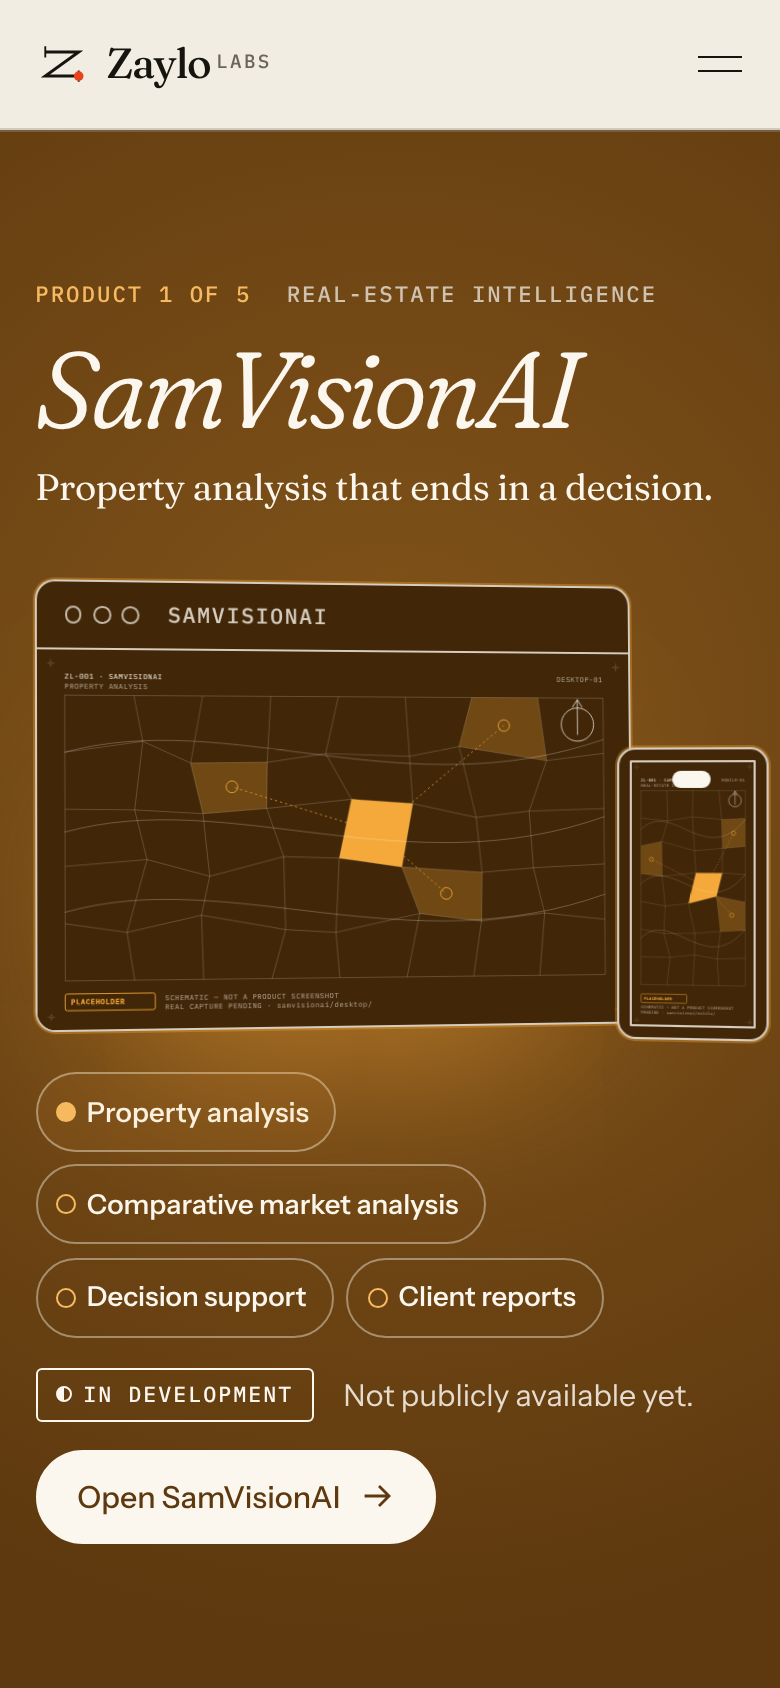 Zaylo LABS
PRODUCT 1 OF 5 REAL-ESTATE INTELLIGENCE
SamVisionAI
Property analysis that ends in a decision.
SAMVISIONAI
ZL-001 - SAMVISIONAI
PROPERTY ANALYSIS
DESKTOP-01
PLACEHOLDER
SCHEMATIC — NOT A PRODUCT SCREENSHOT
REAL CAPTURE PENDING · samvisionai/desktop/
PLACEHOLDER
Property analysis
Comparative market analysis
Decision support
Client reports
IN DEVELOPMENT
Not publicly available yet.
Open SamVisionAI →